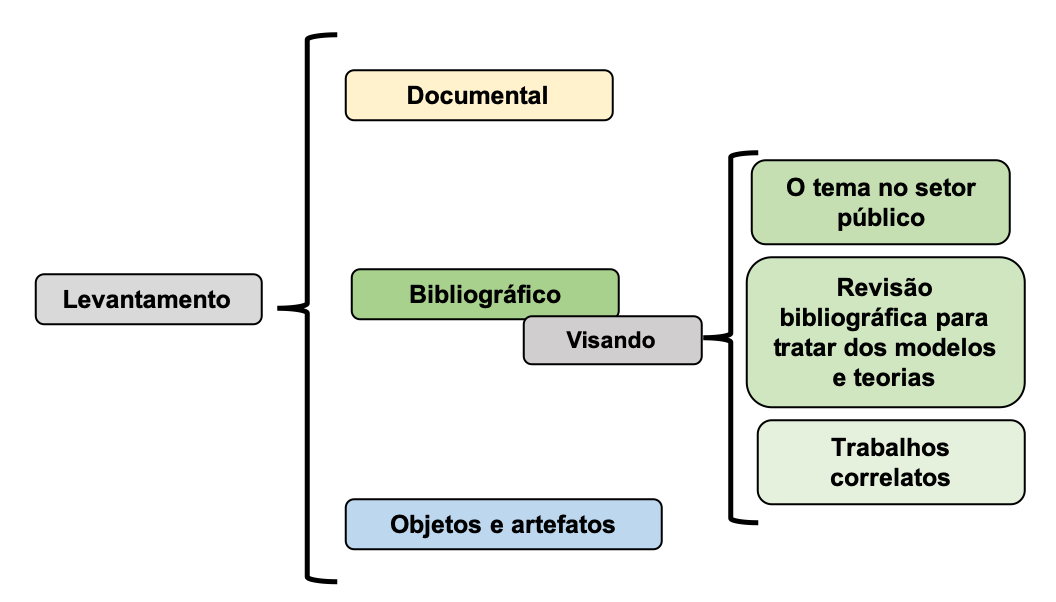 Documental
O tema no setor
público
Levantamento
Bibliográfico
Visando
Revisão
bibliográfica para
tratar dos modelos
e teorias
Trabalhos
correlatos
Objetos e artefatos